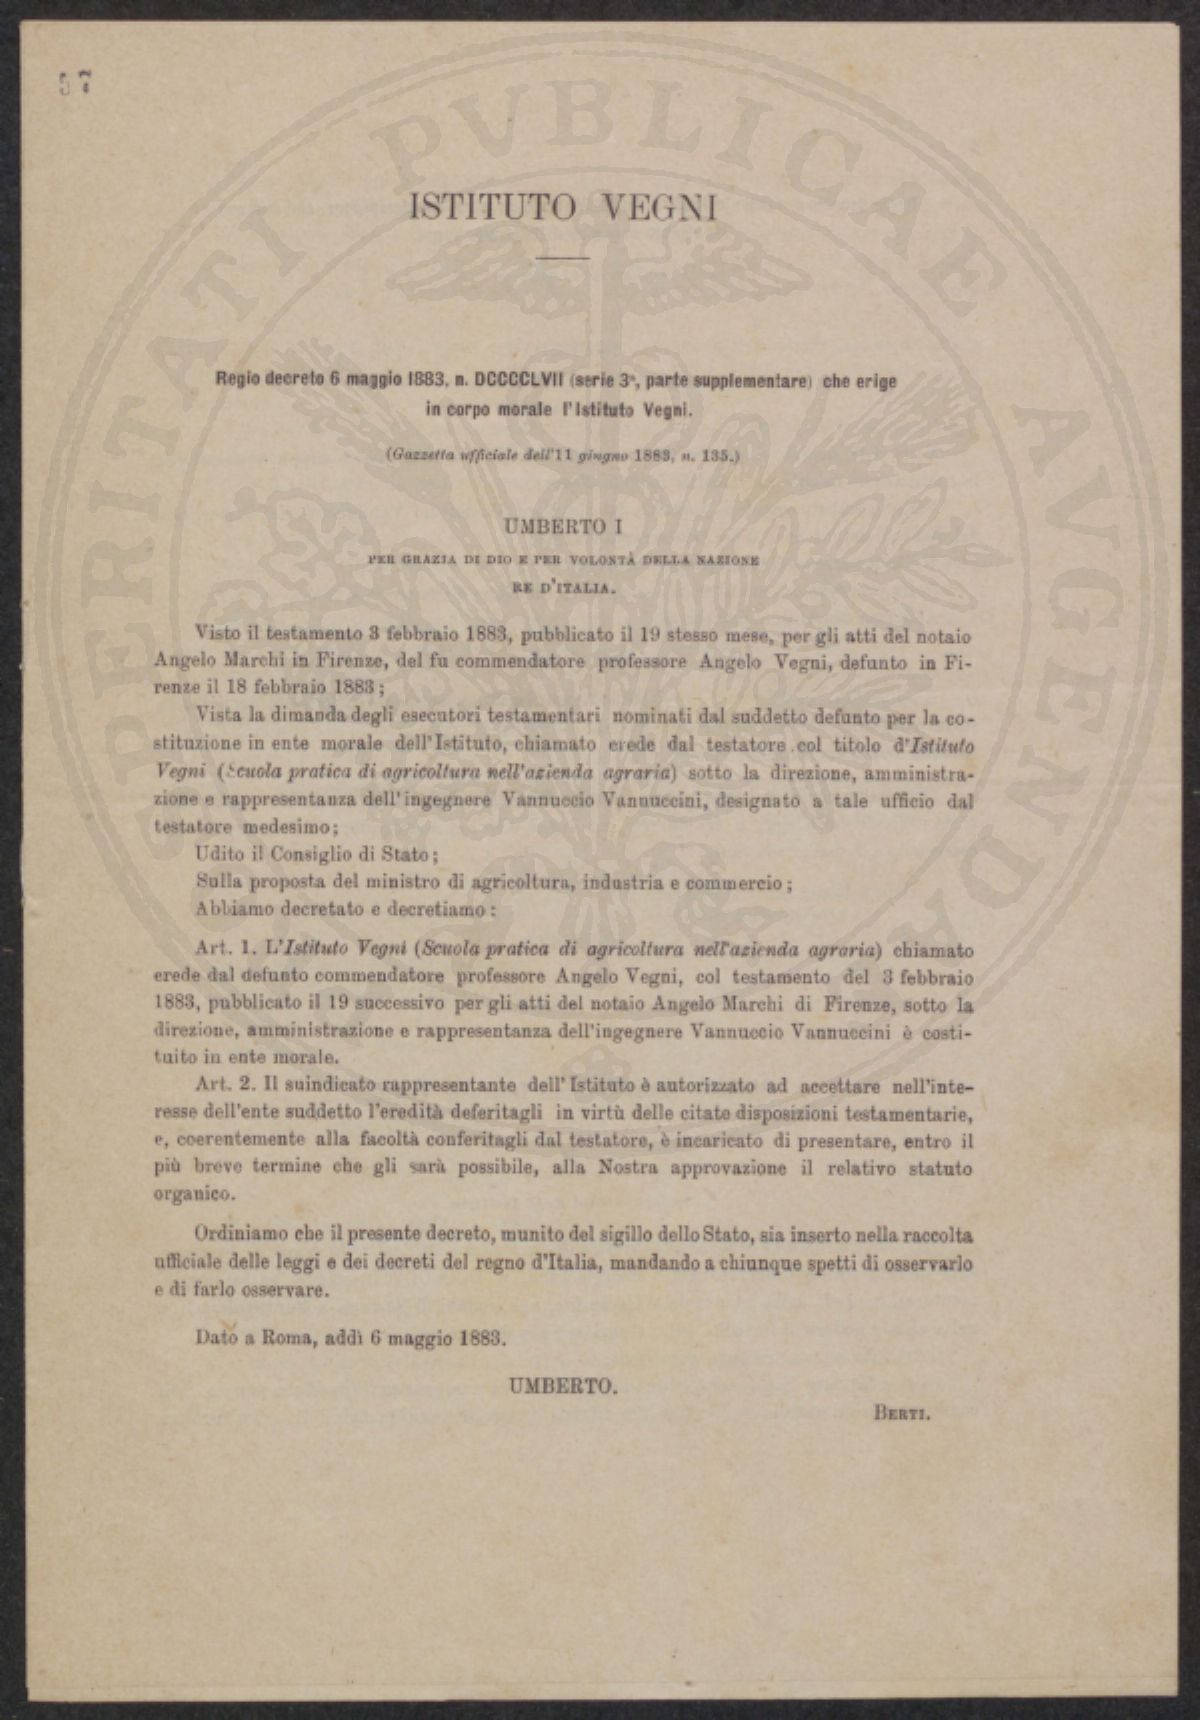 57
ISTITUTO VEGNI
Regio decreto 6 maggio 1883, n. DCCCCLVII (serie 3ª, parte supplementare) che erige
in corpo morale l'Istituto Vegni.
(Gazzetta ufficiale dell'11 giugno 1883, n. 135.)
UMBERTO I
PER GRAZIA DI DIO E PER VOLONTÀ DELLA NAZIONE
RE D'ITALIA.
Visto il testamento 3 febbraio 1883, pubblicato il 19 stesso mese, per gli atti del notaio
Angelo Marchi in Firenze, del fu commendatore professore Angelo Vegni, defunto in Fi-
renze il 18 febbraio 1883;
Vista la dimanda degli esecutori testamentari nominati dal suddetto defunto per la co-
stituzione in ente morale dell'Istituto, chiamato erede dal testatore col titolo d'Istituto
Vegni (Scuola pratica di agricoltura nell'azienda agraria) sotto la direzione, amministra-
zione e rappresentanza dell'ingegnere Vannuccio Vannuccini, designato a tale ufficio dal
testatore medesimo;
Udito il Consiglio di Stato;
Sulla proposta del ministro di agricoltura, industria e commercio;
Abbiamo decretato e decretiamo:
Art. 1. L'Istituto Vegni (Scuola pratica di agricoltura nell'azienda agraria) chiamato
erede dal defunto commendatore professore Angelo Vegni, col testamento del 3 febbraio
1883, pubblicato il 19 successivo per gli atti del notaio Angelo Marchi di Firenze, sotto la
direzione, amministrazione e rappresentanza dell'ingegnere Vannuccio Vannuccini è costi-
tuito in ente morale.
Art. 2. Il suindicato rappresentante dell'Istituto è autorizzato ad accettare nell'inte-
resse dell'ente suddetto l'eredità deferitagli in virtù delle citate disposizioni testamentarie,
e, coerentemente alla facoltà conferitagli dal testatore, è incaricato di presentare, entro il
più breve termine che gli sarà possibile, alla Nostra approvazione il relativo statuto
organico.
Ordiniamo che il presente decreto, munito del sigillo dello Stato, sia inserto nella raccolta
ufficiale delle leggi e dei decreti del regno d'Italia, mandando a chiunque spetti di osservarlo
e di farlo osservare.
Dato a Roma, addì 6 maggio 1883.
UMBERTO.
BERTI.
PROSPERITATI PVBLICAE AVGENDAE